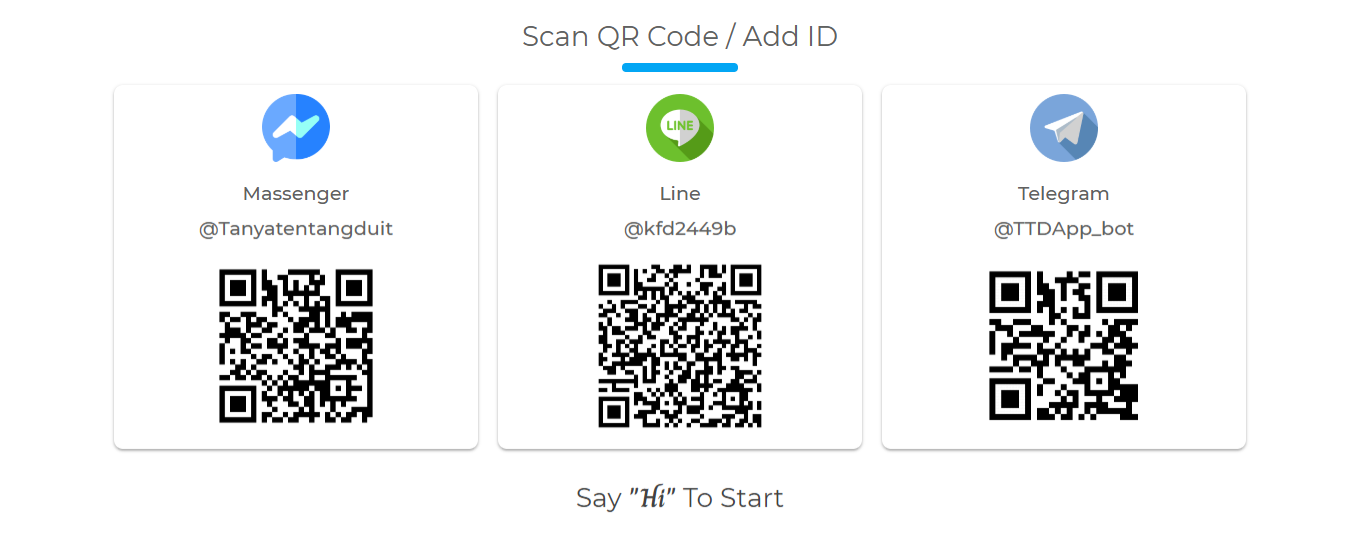 Scan QR Code / Add ID
LINE
Massenger
@Tanyatentangduit
Line
@kfd2449b
Telegram
@TTDApp_bot
Say "Hi" To Start